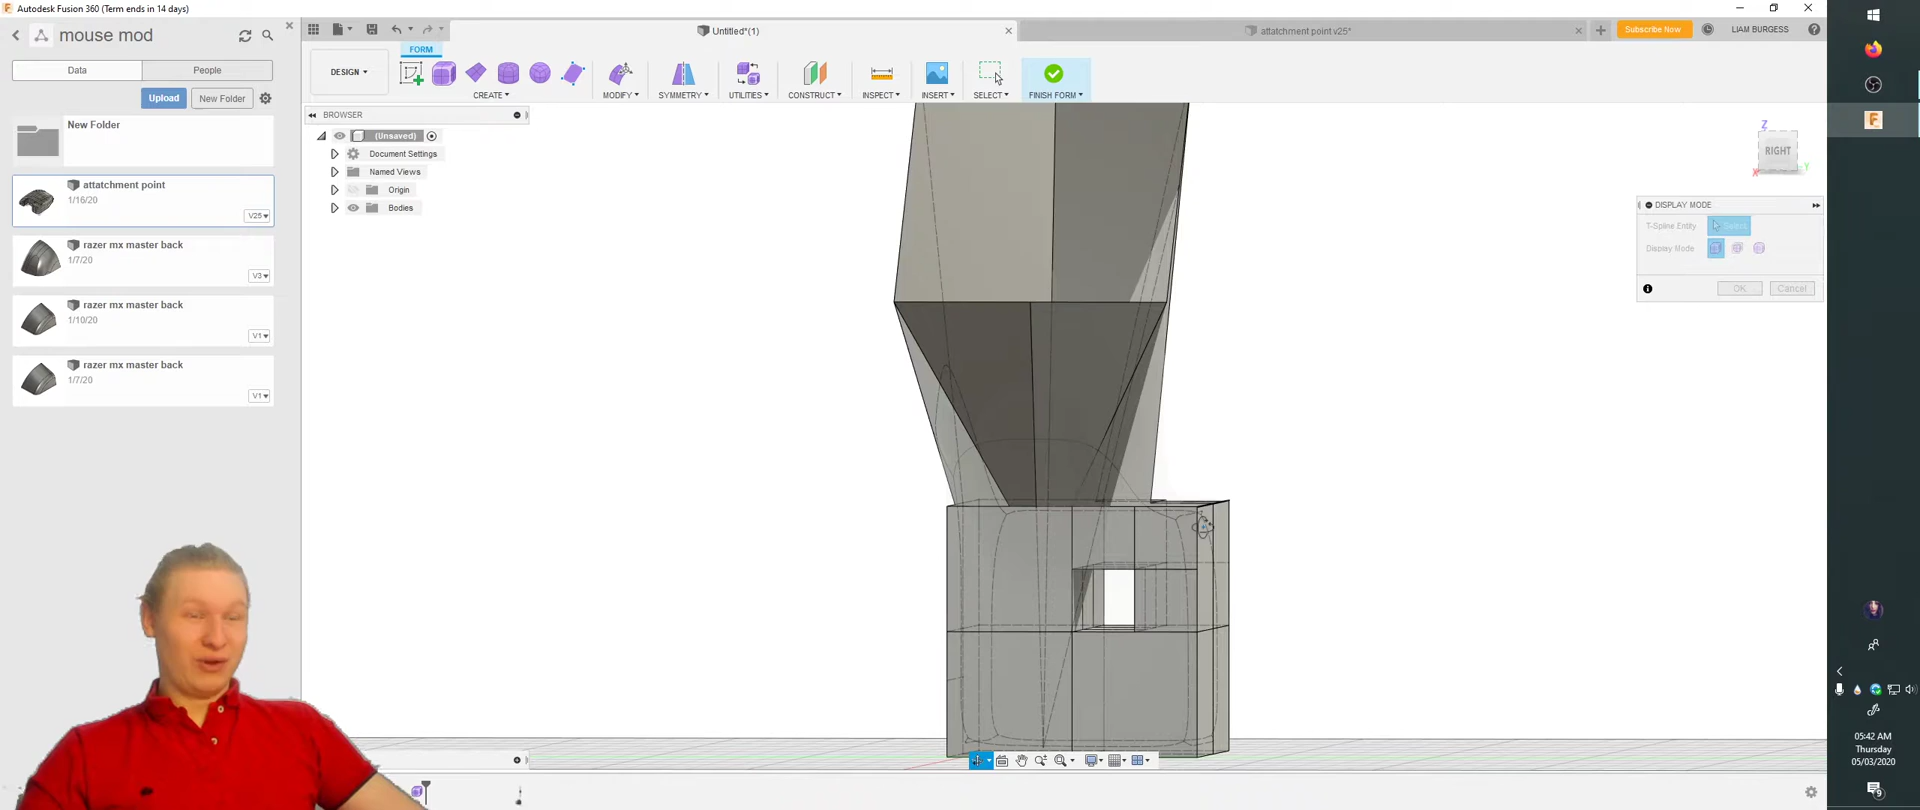 Autodesk Fusion 360 (Term ends in 14 days)
mouse mod
Data
People
Upload
New Folder
New Folder
attatchment point
1/16/20
V25
razer mx master back
1/7/20
V3
razer mx master back
1/10/20
V1
razer mx master back
1/7/20
V1
Untitled*(1)
attatchment point v25*
Subscribe Now
LIAM BURGESS
FORM
DESIGN
CREATE
MODIFY
SYMMETRY
UTILITIES
CONSTRUCT
INSPECT
INSERT
SELECT
FINISH FORM
BROWSER
(Unsaved)
Document Settings
Named Views
Origin
Bodies
Z
RIGHT
X
Y
DISPLAY MODE
T-Spline Entity
Select
Display Mode
OK
Cancel
05:42 AM
Thursday
05/03/2020
9